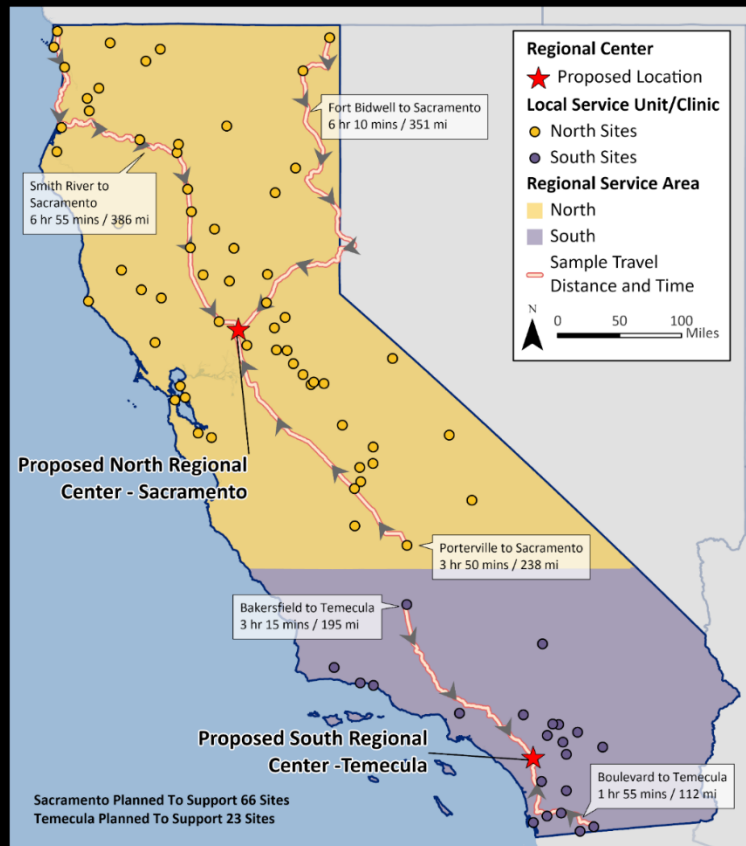 Regional Center
Proposed Location
Local Service Unit/Clinic
North Sites
South Sites
Regional Service Area
North
South
Sample Travel
Distance and Time
N
0 50 100
Miles
Fort Bidwell to Sacramento
6 hr 10 mins / 351 mi
Smith River to
Sacramento
6 hr 55 mins / 386 mi
Proposed North Regional
Center - Sacramento
Porterville to Sacramento
3 hr 50 mins / 238 mi
Bakersfield to Temecula
3 hr 15 mins / 195 mi
Proposed South Regional
Center -Temecula
Boulevard to Temecula
1 hr 55 mins / 112 mi
Sacramento Planned To Support 66 Sites
Temecula Planned To Support 23 Sites